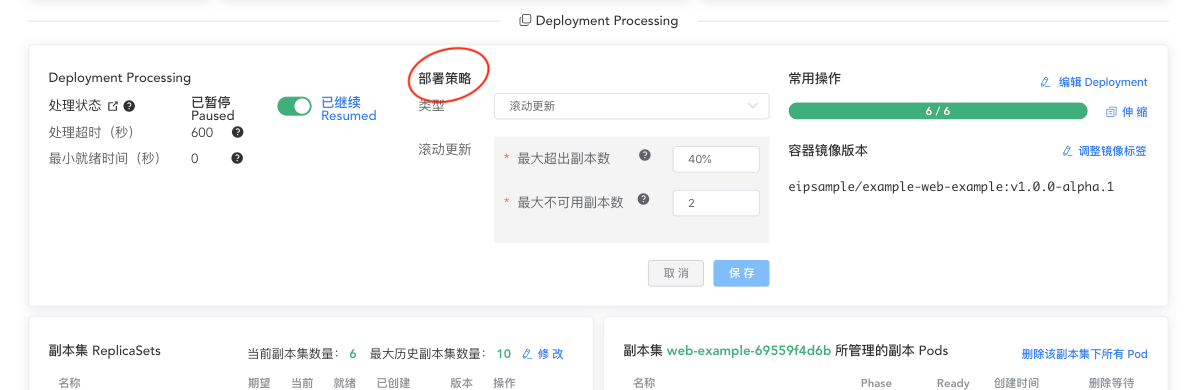 Deployment Processing
Deployment Processing
处理状态
已暂停
Paused
已继续
Resumed
处理超时（秒）
600
最小就绪时间（秒）
0
部署策略
类型
滚动更新
滚动更新
* 最大超出副本数
40%
* 最大不可用副本数
2
取 消
保 存
常用操作
编辑 Deployment
6 / 6
伸 缩
容器镜像版本
调整镜像标签
eipsample/example-web-example:v1.0.0-alpha.1
副本集 ReplicaSets
当前副本集数量： 6 最大历史副本集数量： 10 修 改
名称 期望 当前 就绪 已创建 版本 操作
副本集 web-example-69559f4d6b 所管理的副本 Pods
删除该副本集下所有 Pod
名称 Phase Ready 创建时间 删除等待